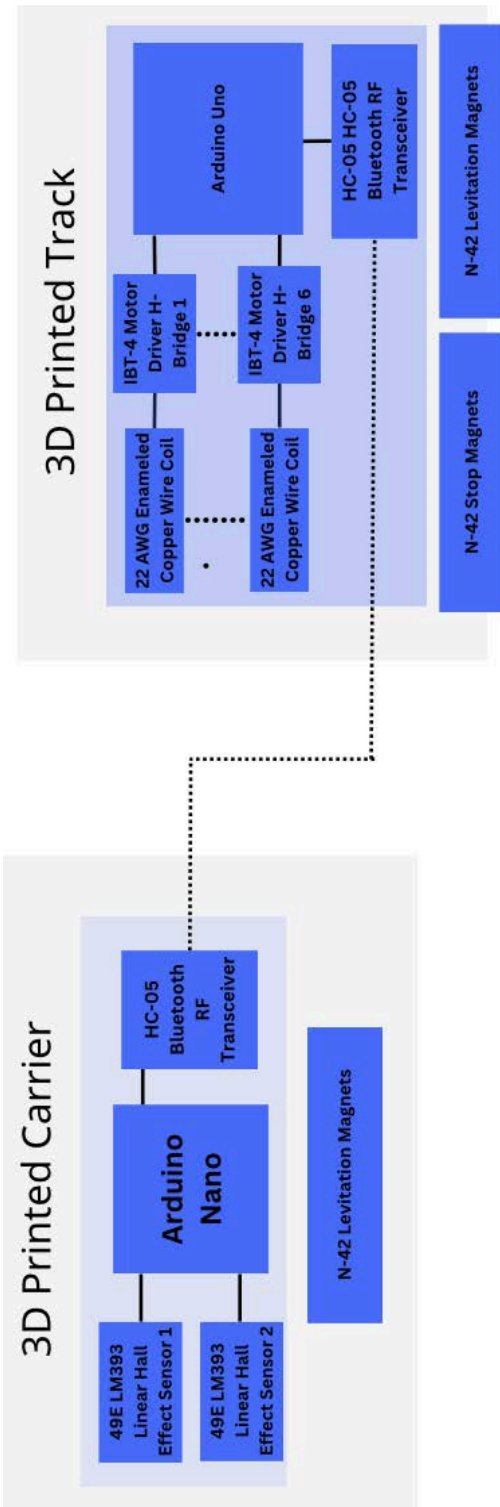 3D Printed Carrier
49E LM393
Linear Hall
Effect Sensor 1
49E LM393
Linear Hall
Effect Sensor 2
Arduino
Nano
HC-05
Bluetooth
RF
Transceiver
N-42 Levitation Magnets
3D Printed Track
22 AWG Enameled
Copper Wire Coil
22 AWG Enameled
Copper Wire Coil
IBT-4 Motor
Driver H-
Bridge 1
IBT-4 Motor
Driver H-
Bridge 6
Arduino Uno
HC-05 HC-05
Bluetooth RF
Transceiver
N-42 Stop Magnets
N-42 Levitation Magnets